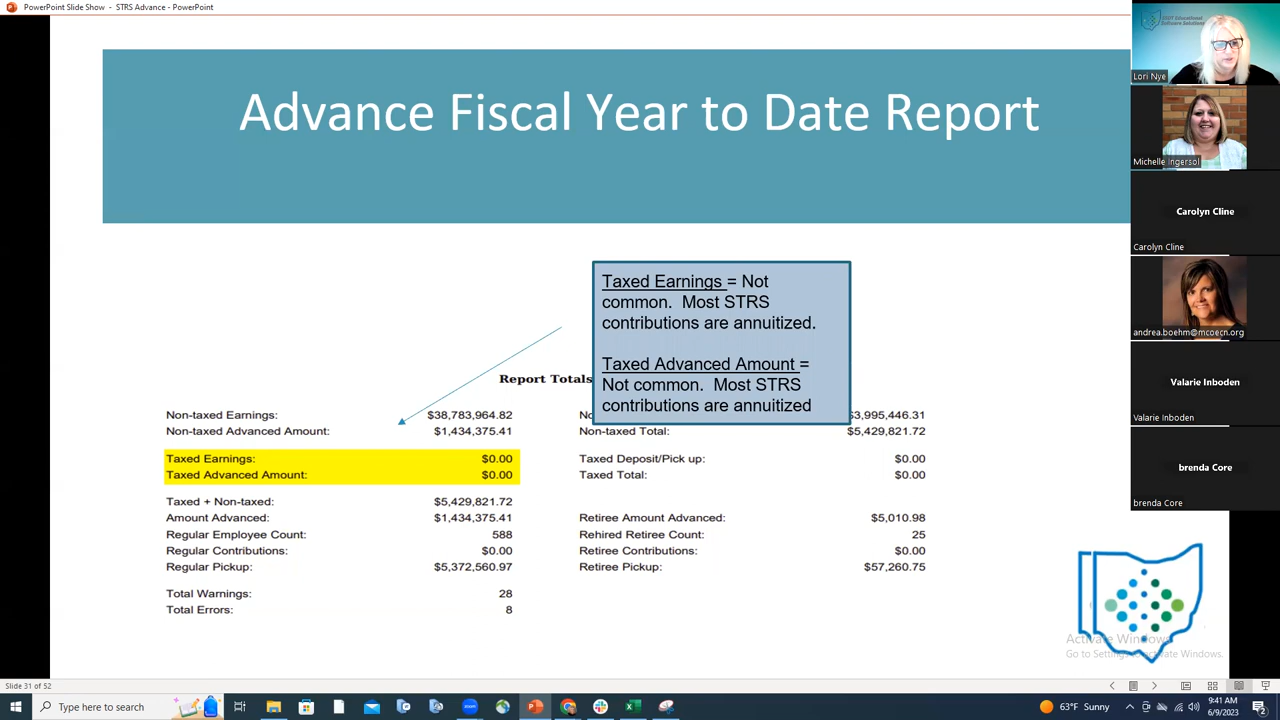 PowerPoint Slide Show - STRS Advance - PowerPoint
Advance Fiscal Year to Date Report
Taxed Earnings = Not
common. Most STRS
contributions are annuitized.
Taxed Advanced Amount =
Not common. Most STRS
contributions are annuitized
Report Totals
Non-taxed Earnings: $38,783,964.82 $3,995,446.31
Non-taxed Advanced Amount: $1,434,375.41 Non-taxed Total: $5,429,821.72
Taxed Earnings: $0.00 Taxed Deposit/Pick up: $0.00
Taxed Advanced Amount: $0.00 Taxed Total: $0.00
Taxed + Non-taxed: $5,429,821.72
Amount Advanced: $1,434,375.41 Retiree Amount Advanced: $5,010.98
Regular Employee Count: 588 Rehired Retiree Count: 25
Regular Contributions: $0.00 Retiree Contributions: $0.00
Regular Pickup: $5,372,560.97 Retiree Pickup: $57,260.75
Total Warnings: 28
Total Errors: 8
Activate Windows
Go to Settings to activate Windows.
Educational
Software Solutions
Lori Nye
Michelle Ingersol
Carolyn Cline
Carolyn Cline
andrea.boehm@mcoecn.org
Valarie Inboden
Valarie Inboden
brenda Core
brenda Core
Slide 31 of 52
Type here to search
63°F Sunny
9:41 AM
6/9/2023